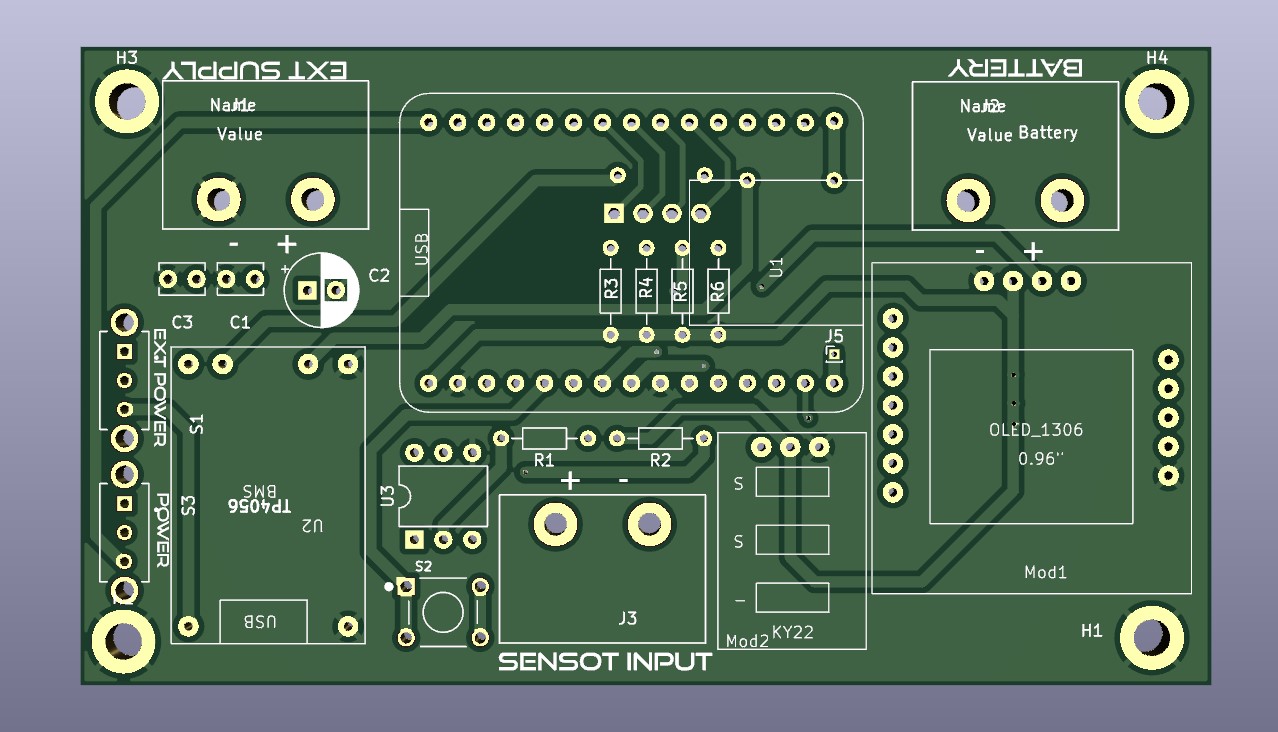 H3
EXT SUPPLY
BATTERY
H4
Name
J1
Value
Name
J2
Value
Battery
USB
U1
- +
- +
+
C2
C3
C1
R3
R4
R5
R6
J5
EXT POWER
S1
OLED_1306
0.96''
R1
R2
+ -
U3
S
S
-
POWER
S3
BMS
TP4056
U2
S2
USB
J3
Mod1
KY22
Mod2
H1
SENSOT INPUT